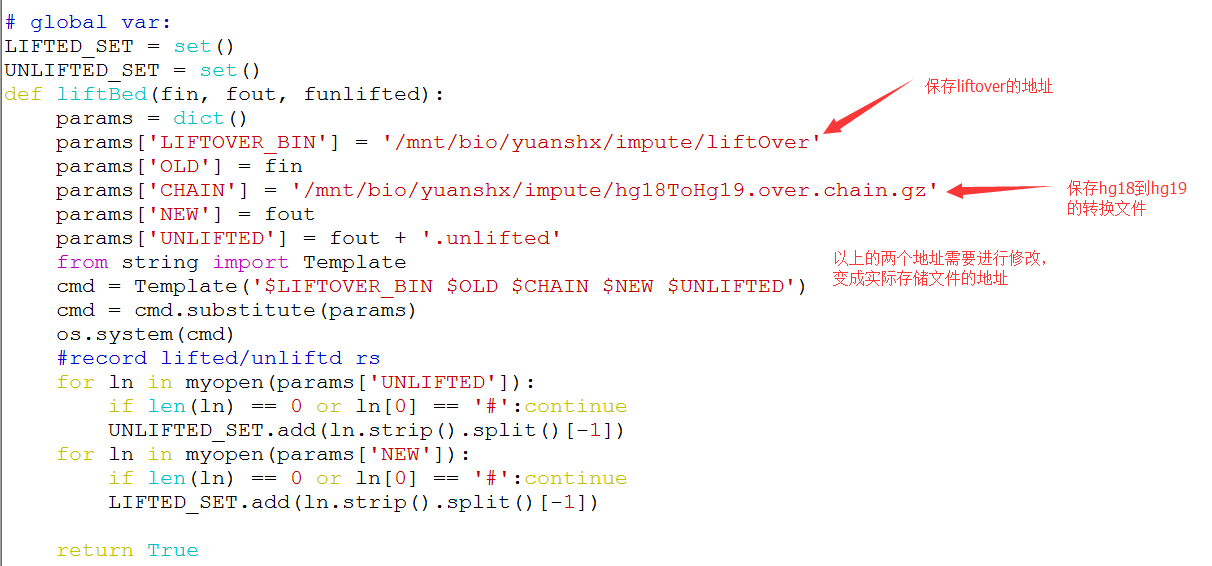 # global var:
LIFTED_SET = set()
UNLIFTED_SET = set()
def liftBed(fin, fout, funlifted):
    params = dict()
    params['LIFTOVER_BIN'] = '/mnt/bio/yuanshx/impute/liftOver'
    params['OLD'] = fin
    params['CHAIN'] = '/mnt/bio/yuanshx/impute/hg18ToHg19.over.chain.gz'
    params['NEW'] = fout
    params['UNLIFTED'] = fout + '.unlifted'
    from string import Template
    cmd = Template('$LIFTOVER_BIN $OLD $CHAIN $NEW $UNLIFTED')
    cmd = cmd.substitute(params)
    os.system(cmd)
    #record lifted/unliftd rs
    for ln in myopen(params['UNLIFTED']):
        if len(ln) == 0 or ln[0] == '#':continue
        UNLIFTED_SET.add(ln.strip().split()[-1])
    for ln in myopen(params['NEW']):
        if len(ln) == 0 or ln[0] == '#':continue
        LIFTED_SET.add(ln.strip().split()[-1])
    return True
保存liftover的地址
保存hg18到hg19
的转换文件
以上的两个地址需要进行修改，
变成实际存储文件的地址